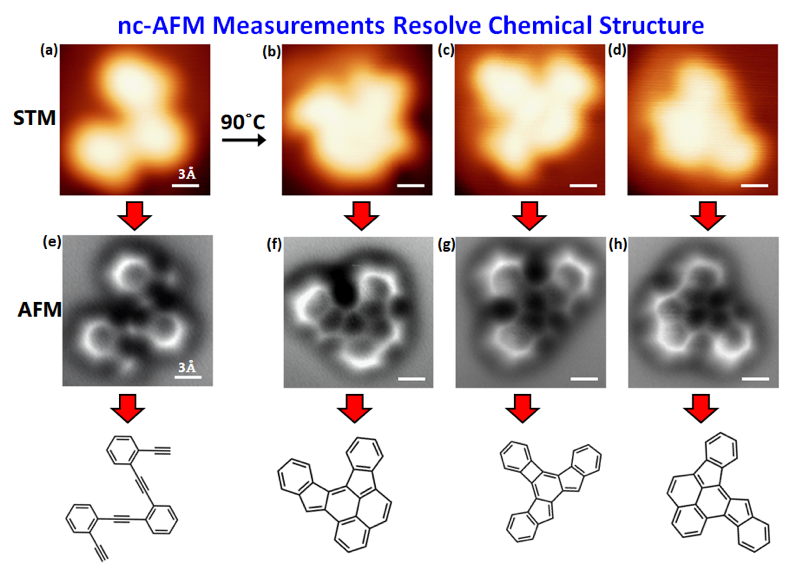 nc-AFM Measurements Resolve Chemical Structure
(a) (b) (c) (d)
STM
90˚C
3Å
(e) (f) (g) (h)
AFM
3Å